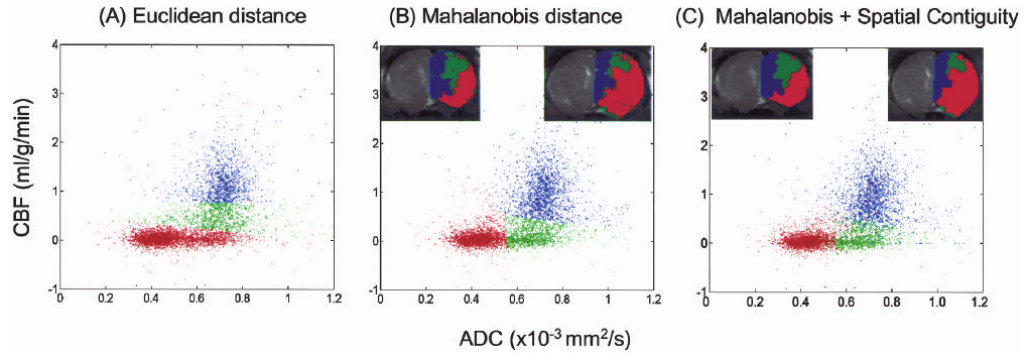 (A) Euclidean distance
(B) Mahalanobis distance
(C) Mahalanobis + Spatial Contiguity
CBF (ml/g/min)
4
3
2
1
0
-1
0 0.2 0.4 0.6 0.8 1.0 1.2
4
3
2
1
0
-1
0 0.2 0.4 0.6 0.8 1.0 1.2
4
3
2
1
0
-1
0 0.2 0.4 0.6 0.8 1.0 1.2
ADC (x10⁻³ mm²/s)